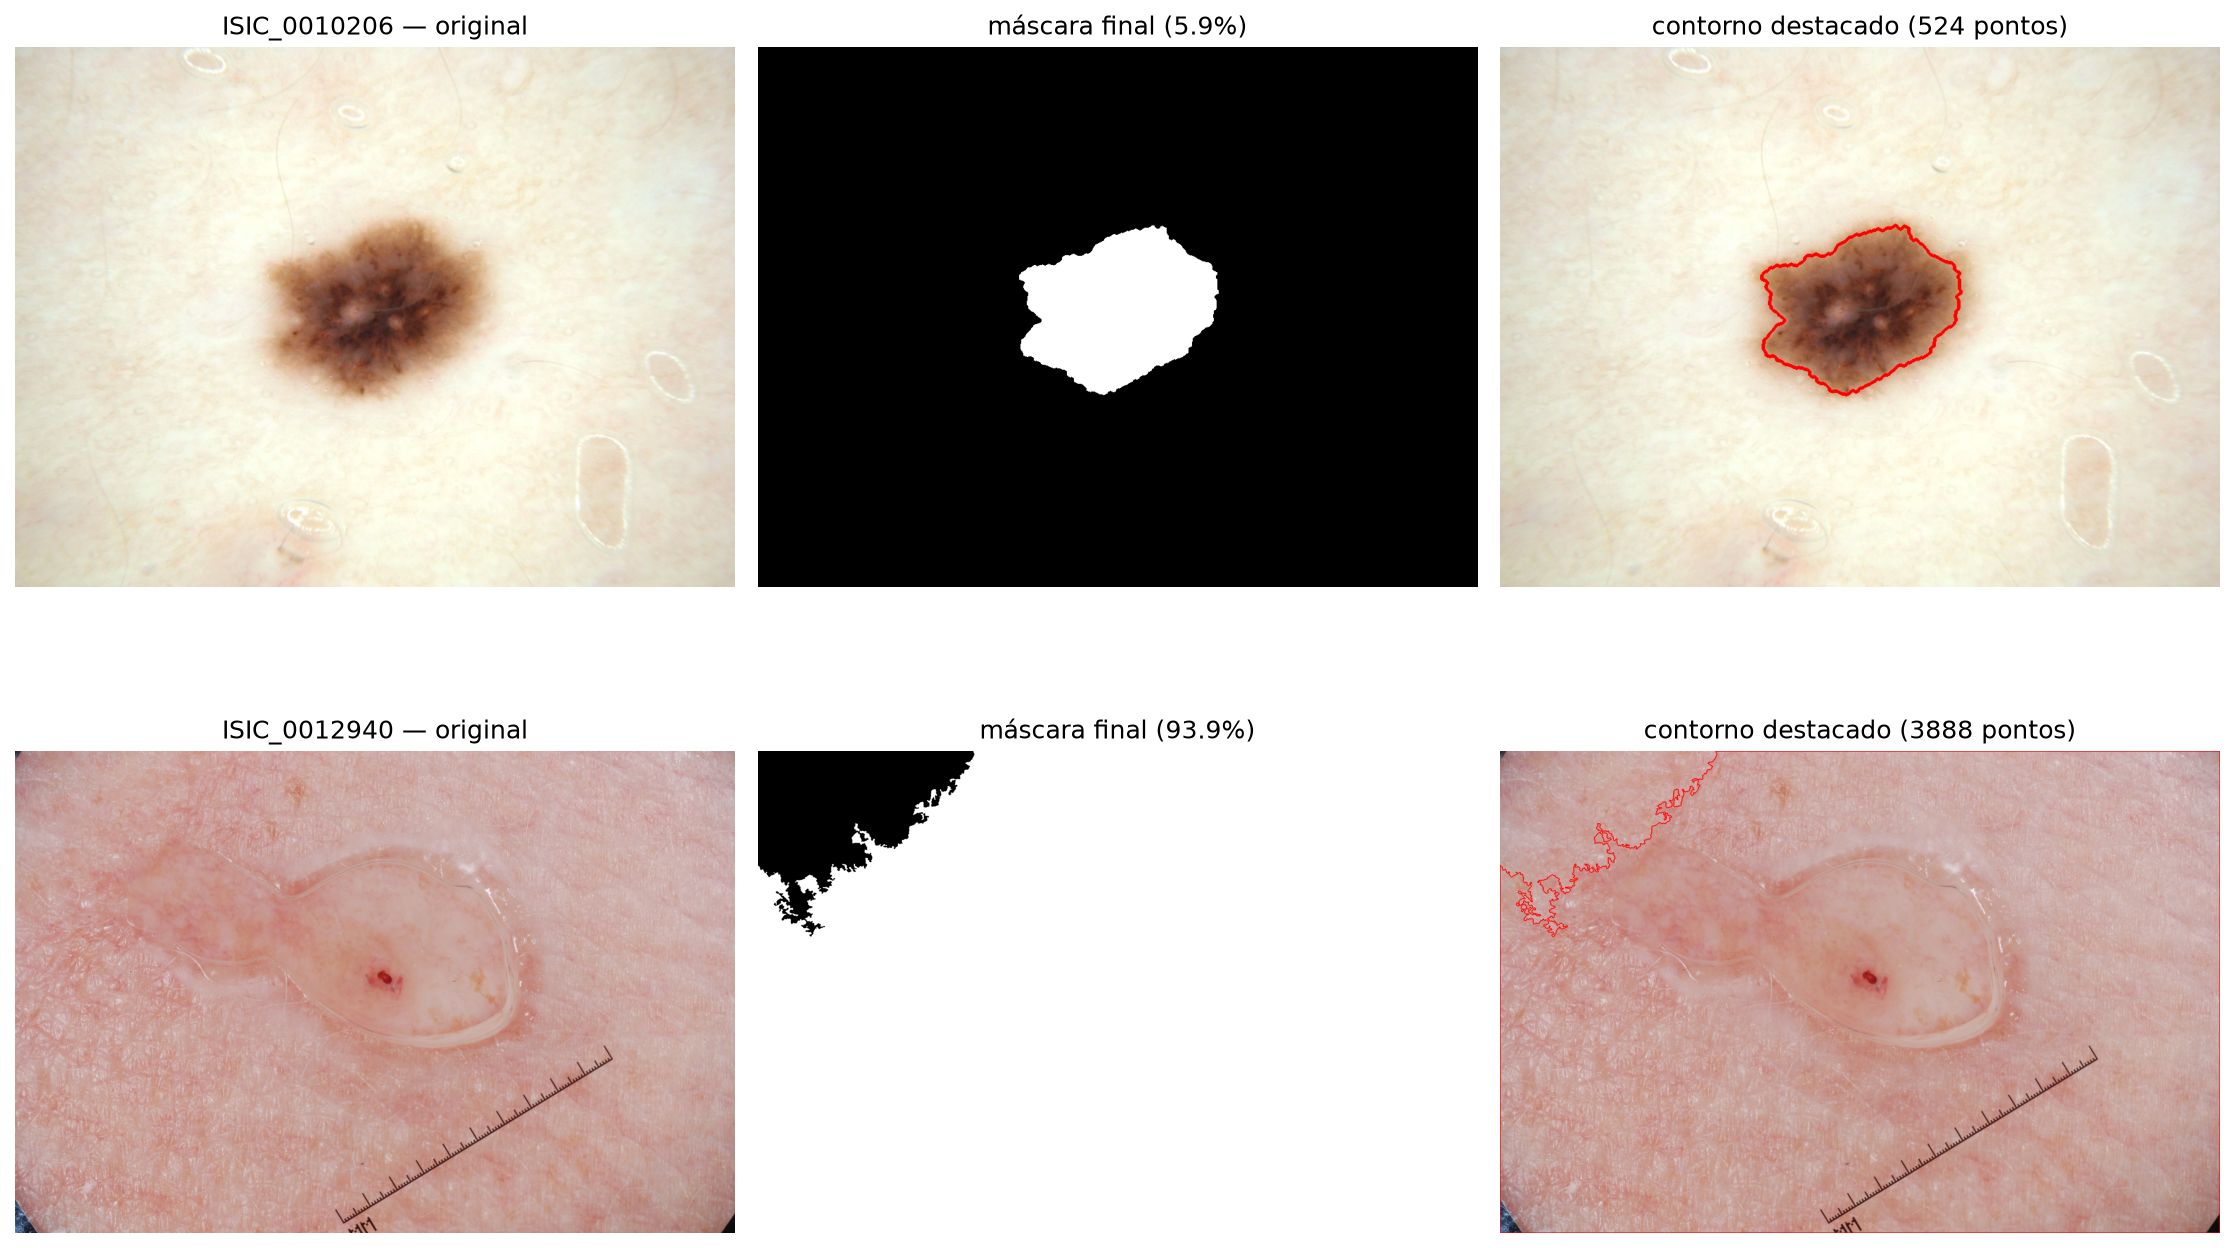 ISIC_0010206 — original
máscara final (5.9%)
contorno destacado (524 pontos)
ISIC_0012940 — original
máscara final (93.9%)
contorno destacado (3888 pontos)
MM
MM